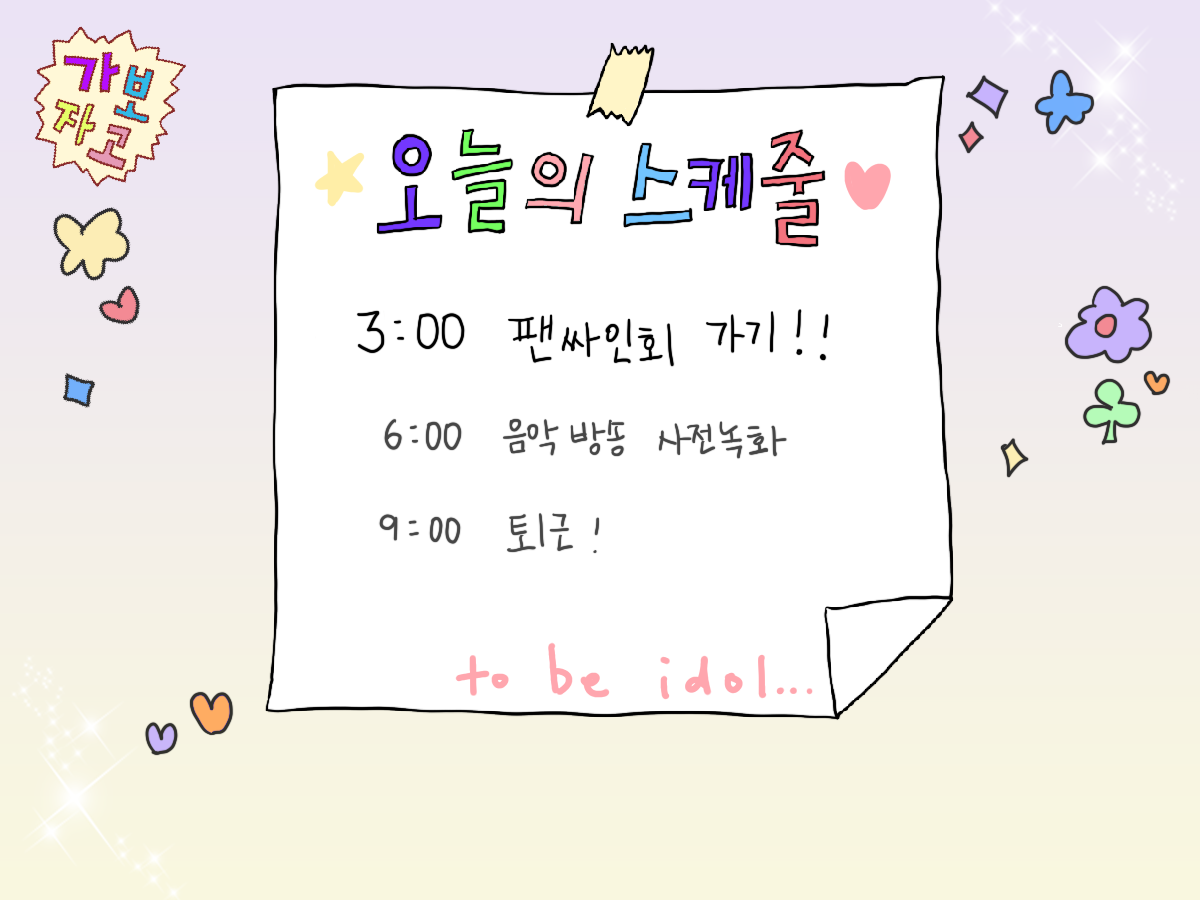 가보
자고
오늘의 스케줄
3:00 팬싸인회 가기!!
6:00 음악방송 사전녹화
9:00 퇴근!
to be idol...